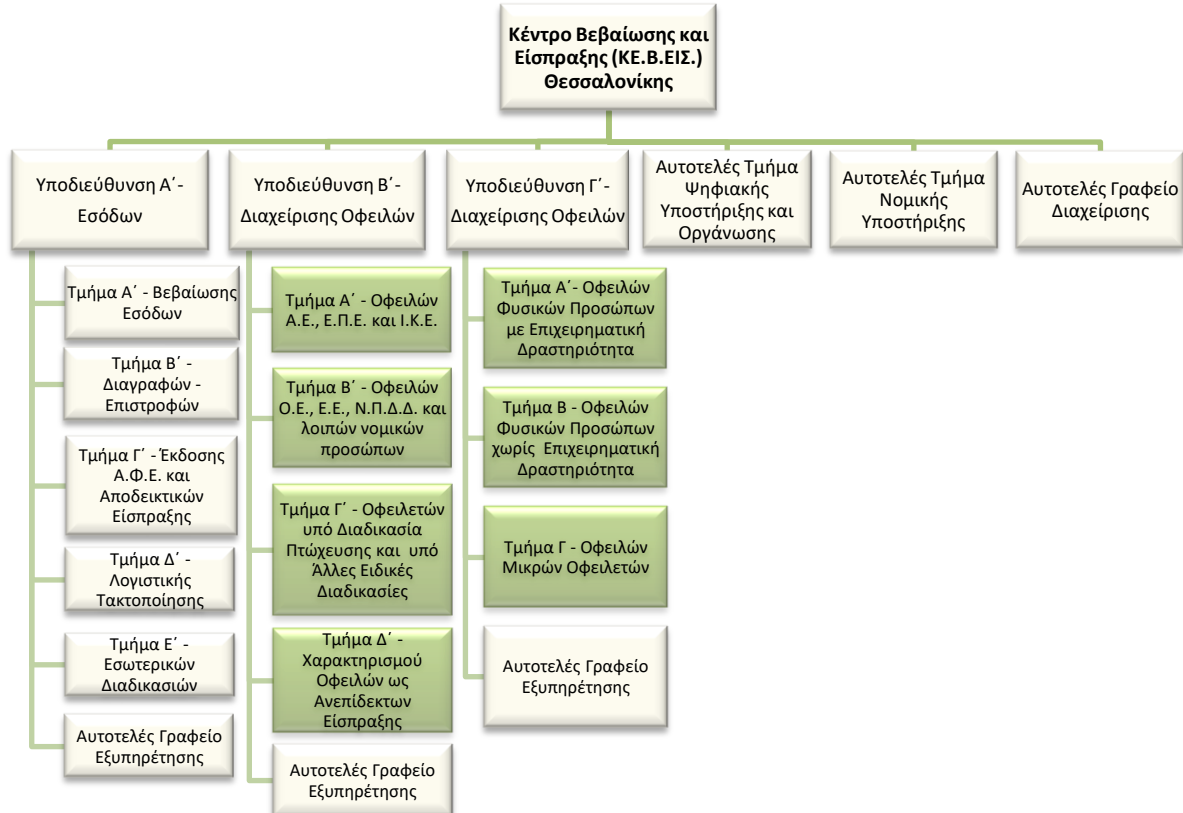 Κέντρο Βεβαίωσης και
Είσπραξης (ΚΕ.Β.ΕΙΣ.)
Θεσσαλονίκης
Υποδιεύθυνση Α΄-
Εσόδων
Υποδιεύθυνση Β΄-
Διαχείρισης Οφειλών
Υποδιεύθυνση Γ΄-
Διαχείρισης Οφειλών
Αυτοτελές Τμήμα
Ψηφιακής
Υποστήριξης και
Οργάνωσης
Αυτοτελές Τμήμα
Νομικής
Υποστήριξης
Αυτοτελές Γραφείο
Διαχείρισης
Τμήμα Α΄ - Βεβαίωσης
Εσόδων
Τμήμα Β΄ -
Διαγραφών -
Επιστροφών
Τμήμα Γ΄ - Έκδοσης
Α.Φ.Ε. και
Αποδεικτικών
Είσπραξης
Τμήμα Δ΄ -
Λογιστικής
Τακτοποίησης
Τμήμα Ε΄ -
Εσωτερικών
Διαδικασιών
Αυτοτελές Γραφείο
Εξυπηρέτησης
Τμήμα Α΄ - Οφειλών
Α.Ε., Ε.Π.Ε. και Ι.Κ.Ε.
Τμήμα Β΄ - Οφειλών
Ο.Ε., Ε.Ε., Ν.Π.Δ.Δ. και
λοιπών νομικών
προσώπων
Τμήμα Γ΄ - Οφειλετών
υπό Διαδικασία
Πτώχευσης και υπό
Άλλες Ειδικές
Διαδικασίες
Τμήμα Δ΄ -
Χαρακτηρισμού
Οφειλών ως
Ανεπίδεκτων
Είσπραξης
Αυτοτελές Γραφείο
Εξυπηρέτησης
Τμήμα Α΄- Οφειλών
Φυσικών Προσώπων
με Επιχειρηματική
Δραστηριότητα
Τμήμα Β - Οφειλών
Φυσικών Προσώπων
χωρίς Επιχειρηματική
Δραστηριότητα
Τμήμα Γ - Οφειλών
Μικρών Οφειλετών
Αυτοτελές Γραφείο
Εξυπηρέτησης